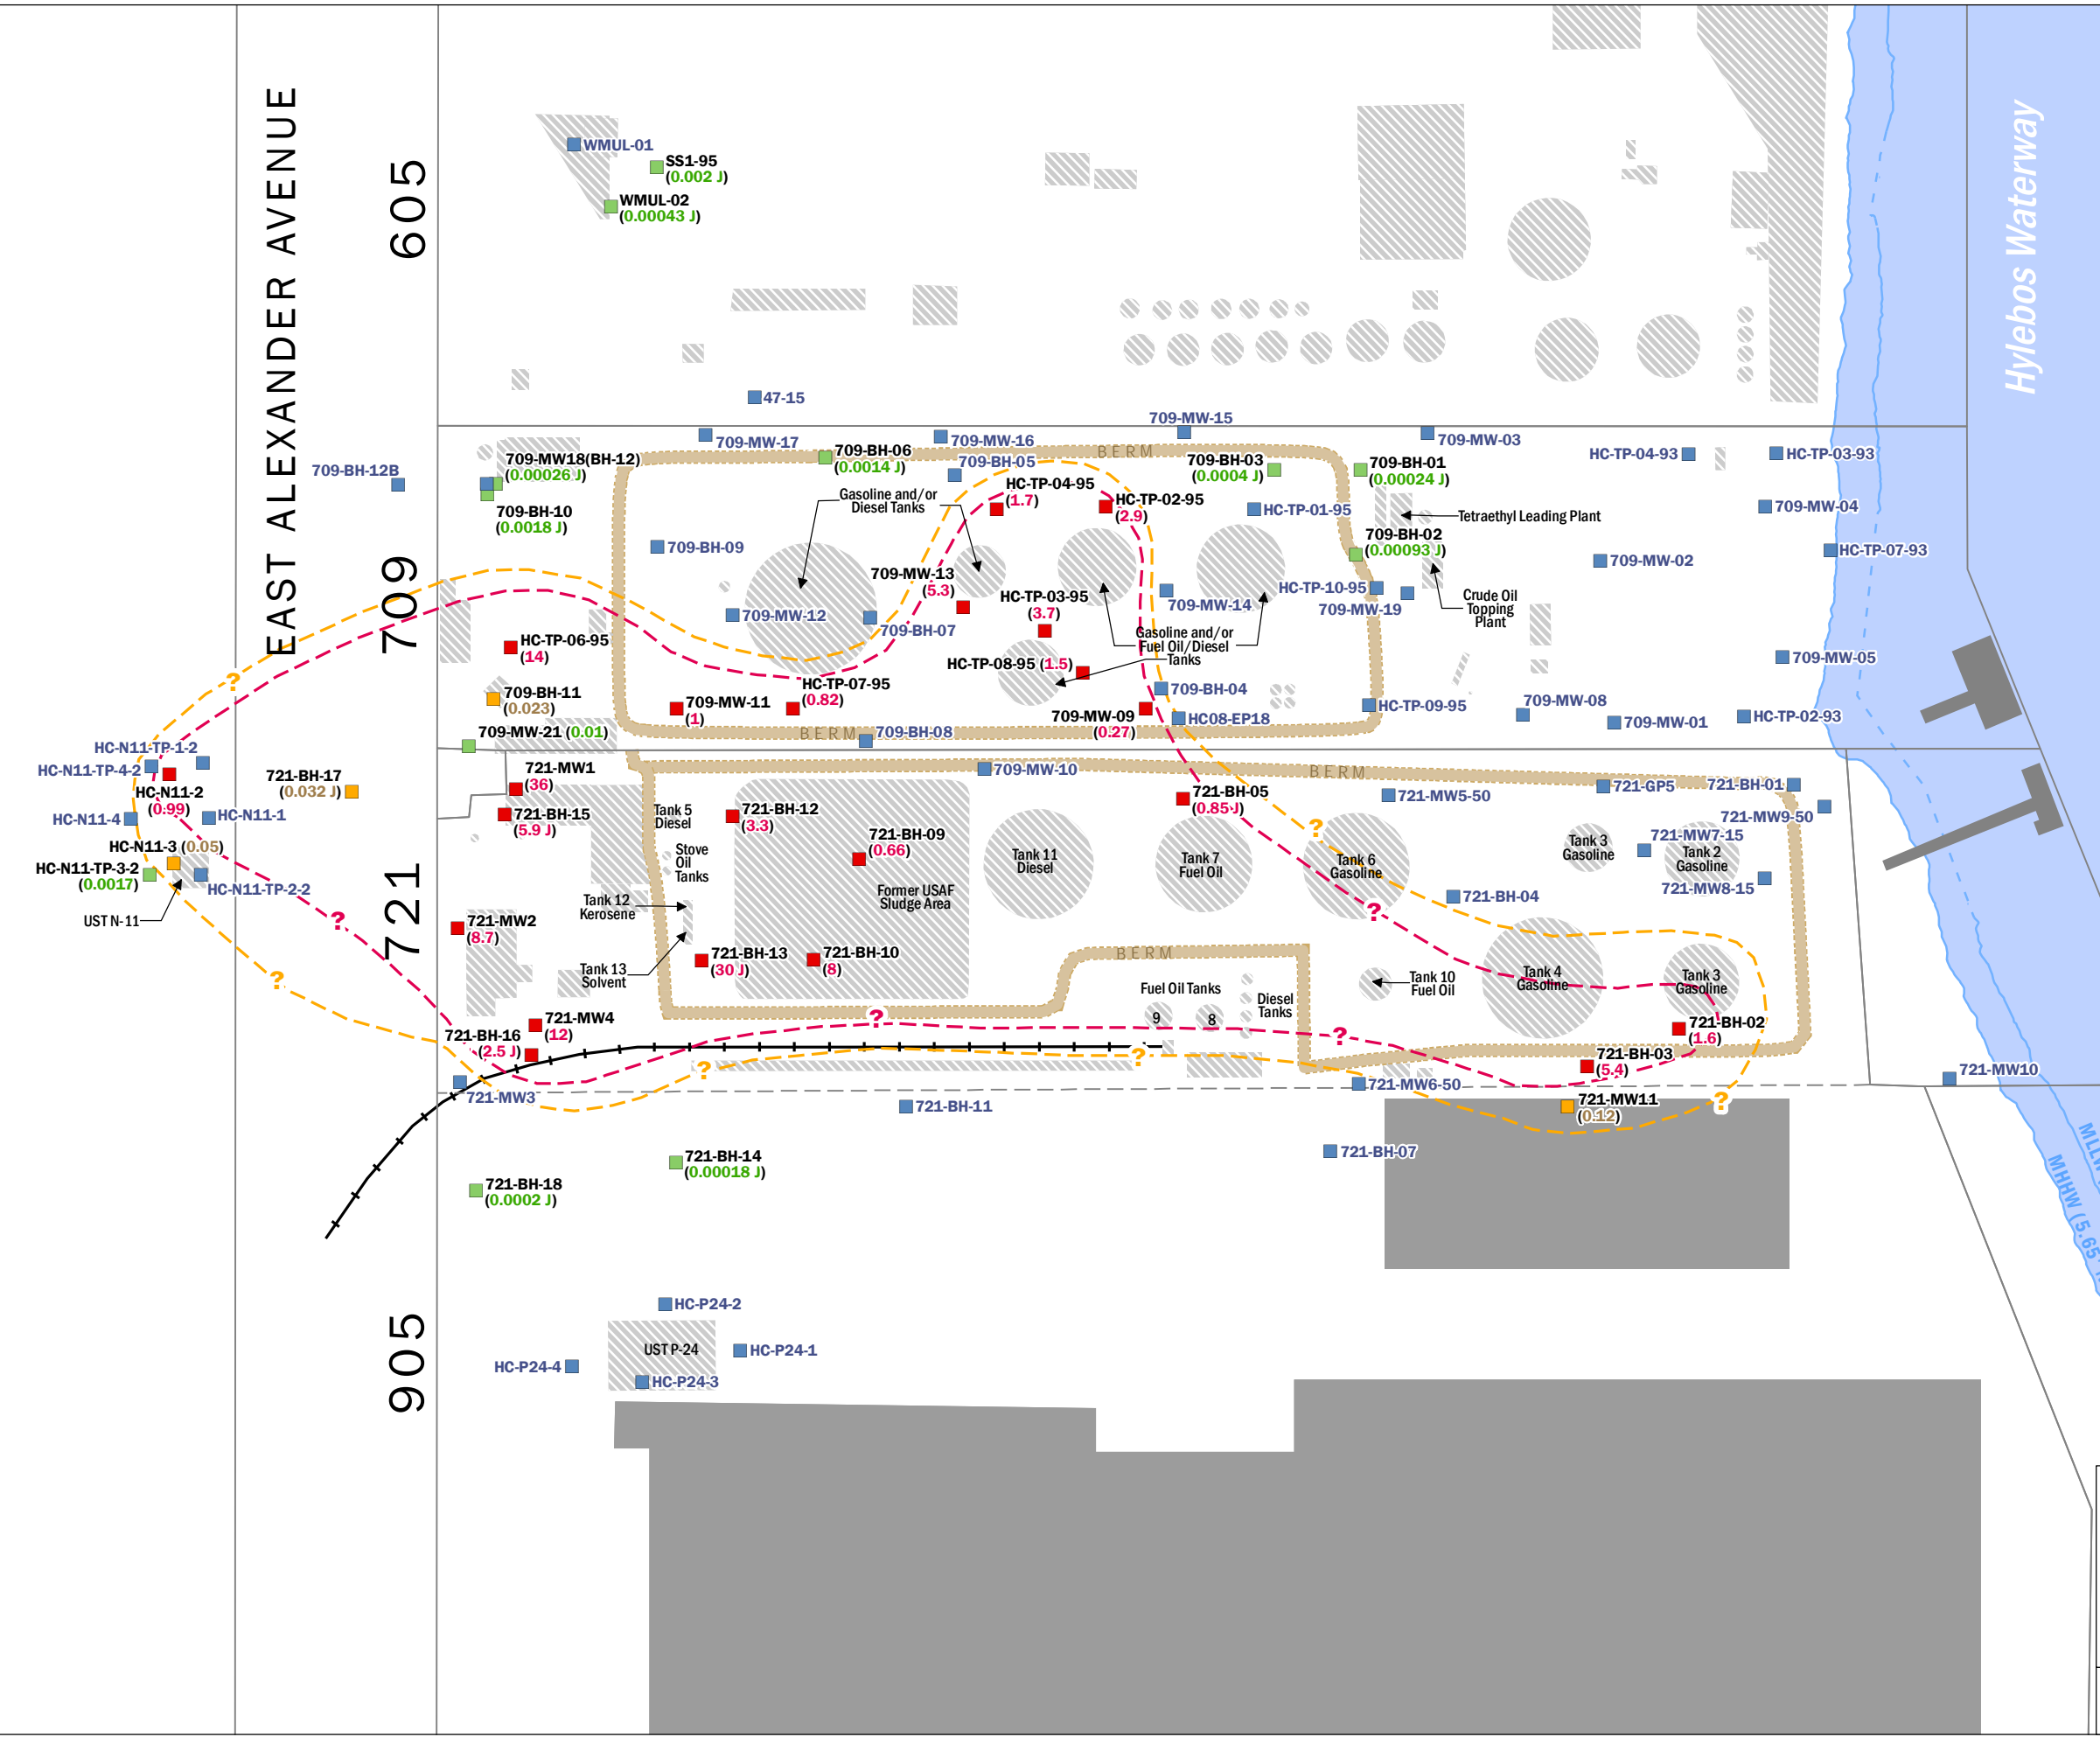 EAST ALEXANDER AVENUE
605
709
721
905
Hylebos Waterway
WMUL-01
SS1-95
(0.002 J)
WMUL-02
(0.00043 J)
47-15
709-MW-17
709-MW-16
709-MW-15
709-MW-03
HC-TP-04-93
HC-TP-03-93
709-BH-12B
709-MW18(BH-12)
(0.00026 J)
709-BH-10
(0.0018 J)
709-BH-06
(0.0014 J)
BERM
709-BH-05
709-BH-03
(0.0004 J)
709-BH-01
(0.00024 J)
Gasoline and/or
Diesel Tanks
HC-TP-04-95
(1.7)
HC-TP-02-95
(2.9)
HC-TP-01-95
Tetraethyl Leading Plant
709-MW-04
709-BH-02
(0.00093 J)
709-BH-09
709-MW-02
HC-TP-07-93
709-MW-13
(5.3)
HC-TP-03-95
(3.7)
709-MW-12
709-BH-07
709-MW-14
HC-TP-10-95
709-MW-19
Crude Oil
Topping
Plant
Gasoline and/or
Fuel Oil/Diesel
Tanks
HC-TP-06-95
(14)
HC-TP-08-95 (1.5)
709-MW-05
?
709-BH-11
(0.023)
709-MW-11
(1)
HC-TP-07-95
(0.82)
709-BH-04
709-MW-09
(0.27)
HC08-EP18
HC-TP-09-95
709-MW-08
709-MW-01
HC-TP-02-93
709-MW-21 (0.01)
BERM
709-BH-08
HC-N11-TP-1-2
HC-N11-TP-4-2
HC-N11-2
(0.99)
721-BH-17
(0.032 J)
HC-N11-4
HC-N11-1
HC-N11-3 (0.05)
HC-N11-TP-3-2
(0.0017)
HC-N11-TP-2-2
UST N-11
721-MW1
(36)
721-BH-15
(5.9 J)
709-MW-10
BERM
Tank 5
Diesel
721-BH-12
(3.3)
721-BH-09
(0.66)
721-BH-05
(0.85 J)
721-MW5-50
721-GP5
721-BH-01
721-MW9-50
?
Stove
Oil
Tanks
Tank 11
Diesel
Tank 7
Fuel Oil
Tank 6
Gasoline
Tank 3
Gasoline
721-MW7-15
Tank 2
Gasoline
721-MW8-15
Former USAF
Sludge Area
Tank 12
Kerosene
721-BH-04
?
?
721-MW2
(8.7)
721-BH-13
(30 J)
721-BH-10
(8)
BERM
Tank 13
Solvent
?
Fuel Oil Tanks
9
8
Diesel
Tanks
Tank 10
Fuel Oil
Tank 4
Gasoline
Tank 3
Gasoline
721-MW4
(12)
721-BH-16
(2.5 J)
?
?
721-BH-02
(1.6)
721-BH-03
(5.4)
?
?
721-MW3
721-BH-11
721-MW6-50
721-MW11
(0.12)
?
721-MW10
721-BH-14
(0.00018 J)
721-BH-07
721-BH-18
(0.0002 J)
MHHW (5.65'
HC-P24-2
UST P-24
HC-P24-1
HC-P24-4
HC-P24-3